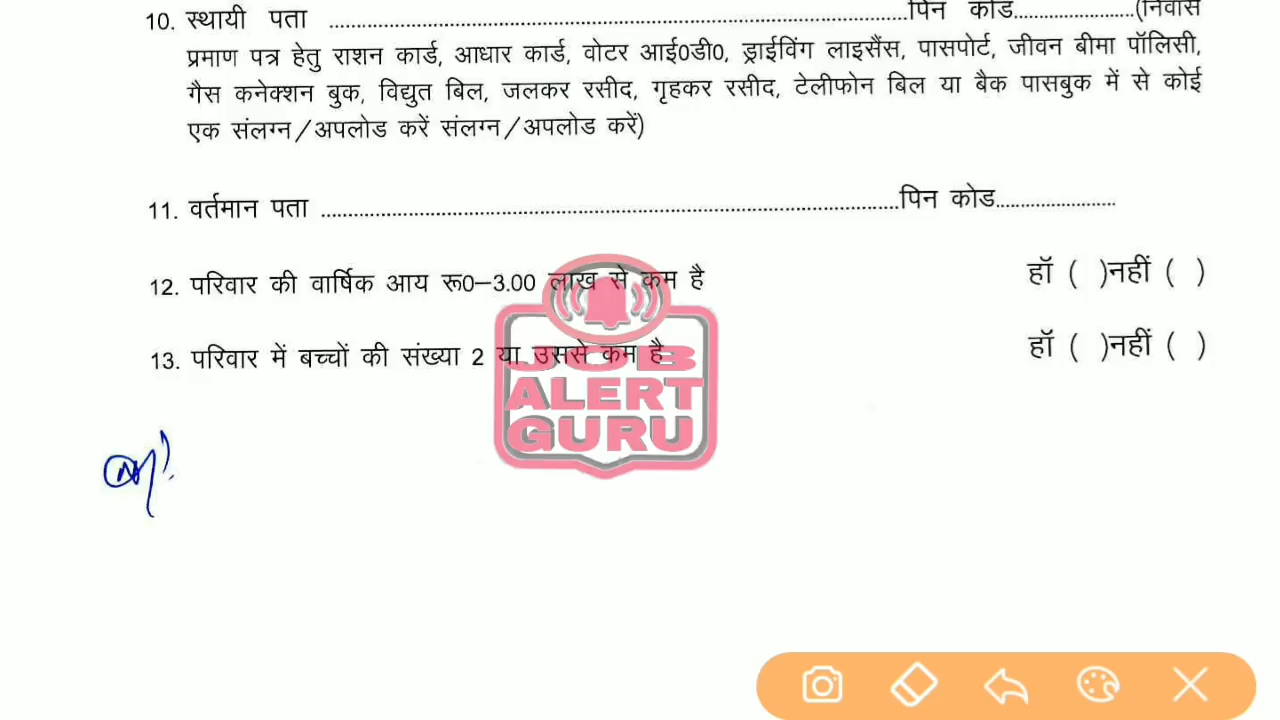 10. स्थायी पता ........................................................................................पिन कोड.......................(निवास
प्रमाण पत्र हेतु राशन कार्ड, आधार कार्ड, वोटर आई0डी0, ड्राईविंग लाइसैंस, पासपोर्ट, जीवन बीमा पॉलिसी,
गैस कनेक्शन बुक, विद्युत बिल, जलकर रसीद, गृहकर रसीद, टेलीफोन बिल या बैक पासबुक में से कोई
एक संलग्न/अपलोड करें संलग्न/अपलोड करें)
11. वर्तमान पता ........................................................................................पिन कोड.......................
12. परिवार की वार्षिक आय रू0–3.00 लाख से कम है हॉ ( )नहीं ( )
13. परिवार में बच्चों की संख्या 2 या उससे कम है हॉ ( )नहीं ( )
JOB
ALERT
GURU